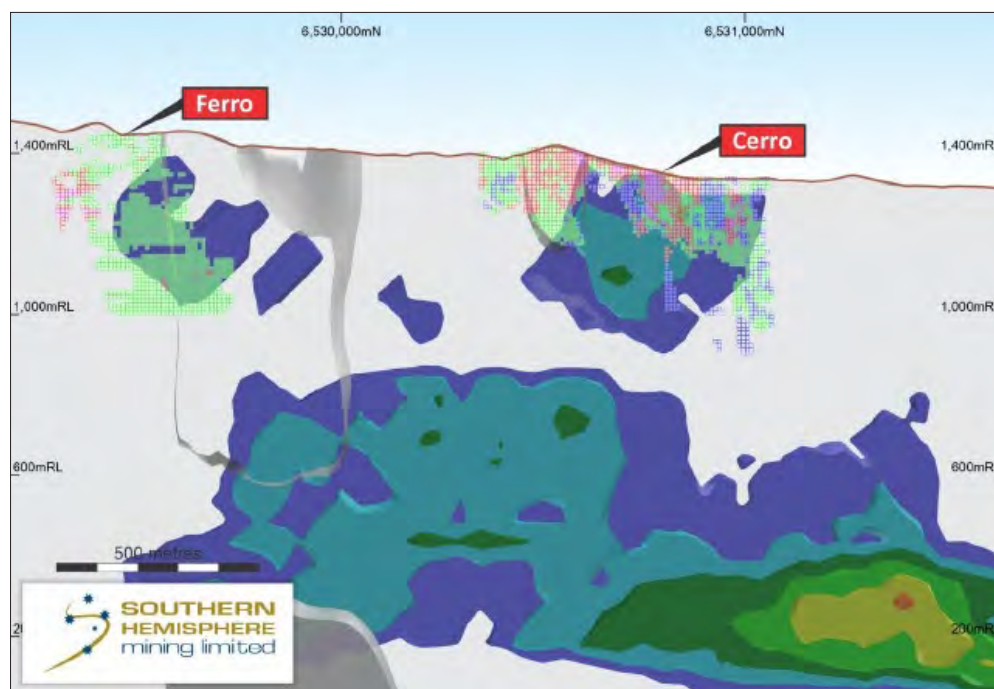 6,530,000mN
6,531,000mN
Ferro
Cerro
1,400mRL
1,400mRL
1,000mRL
1,000mRL
600mRL
600mRL
500 metres
200mRL
SOUTHERN
HEMISPHERE
mining limited